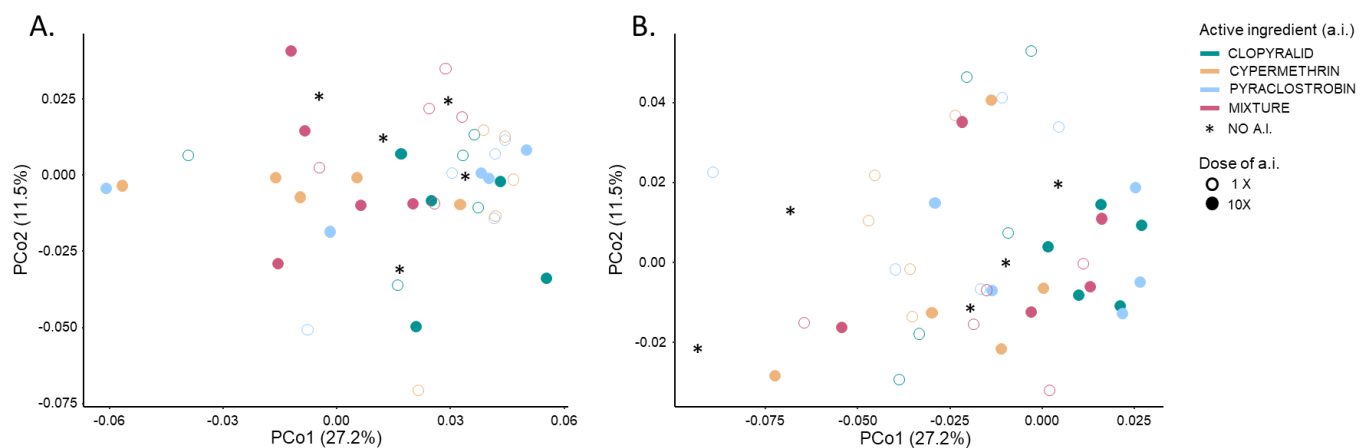 A.
0.025
0.000
-0.025
-0.050
-0.075
PCo2 (11.5%)
-0.06
-0.03
0.00
0.03
0.06
PCo1 (27.2%)
B.
0.04
0.02
0.00
-0.02
PCo2 (11.5%)
-0.075
-0.050
-0.025
0.000
0.025
PCo1 (27.2%)
Active ingredient (a.i.)
CLOPYRALID
CYPERMETHRIN
PYRACLOSTROBIN
MIXTURE
* NO A.I.
Dose of a.i.
1 X
10X